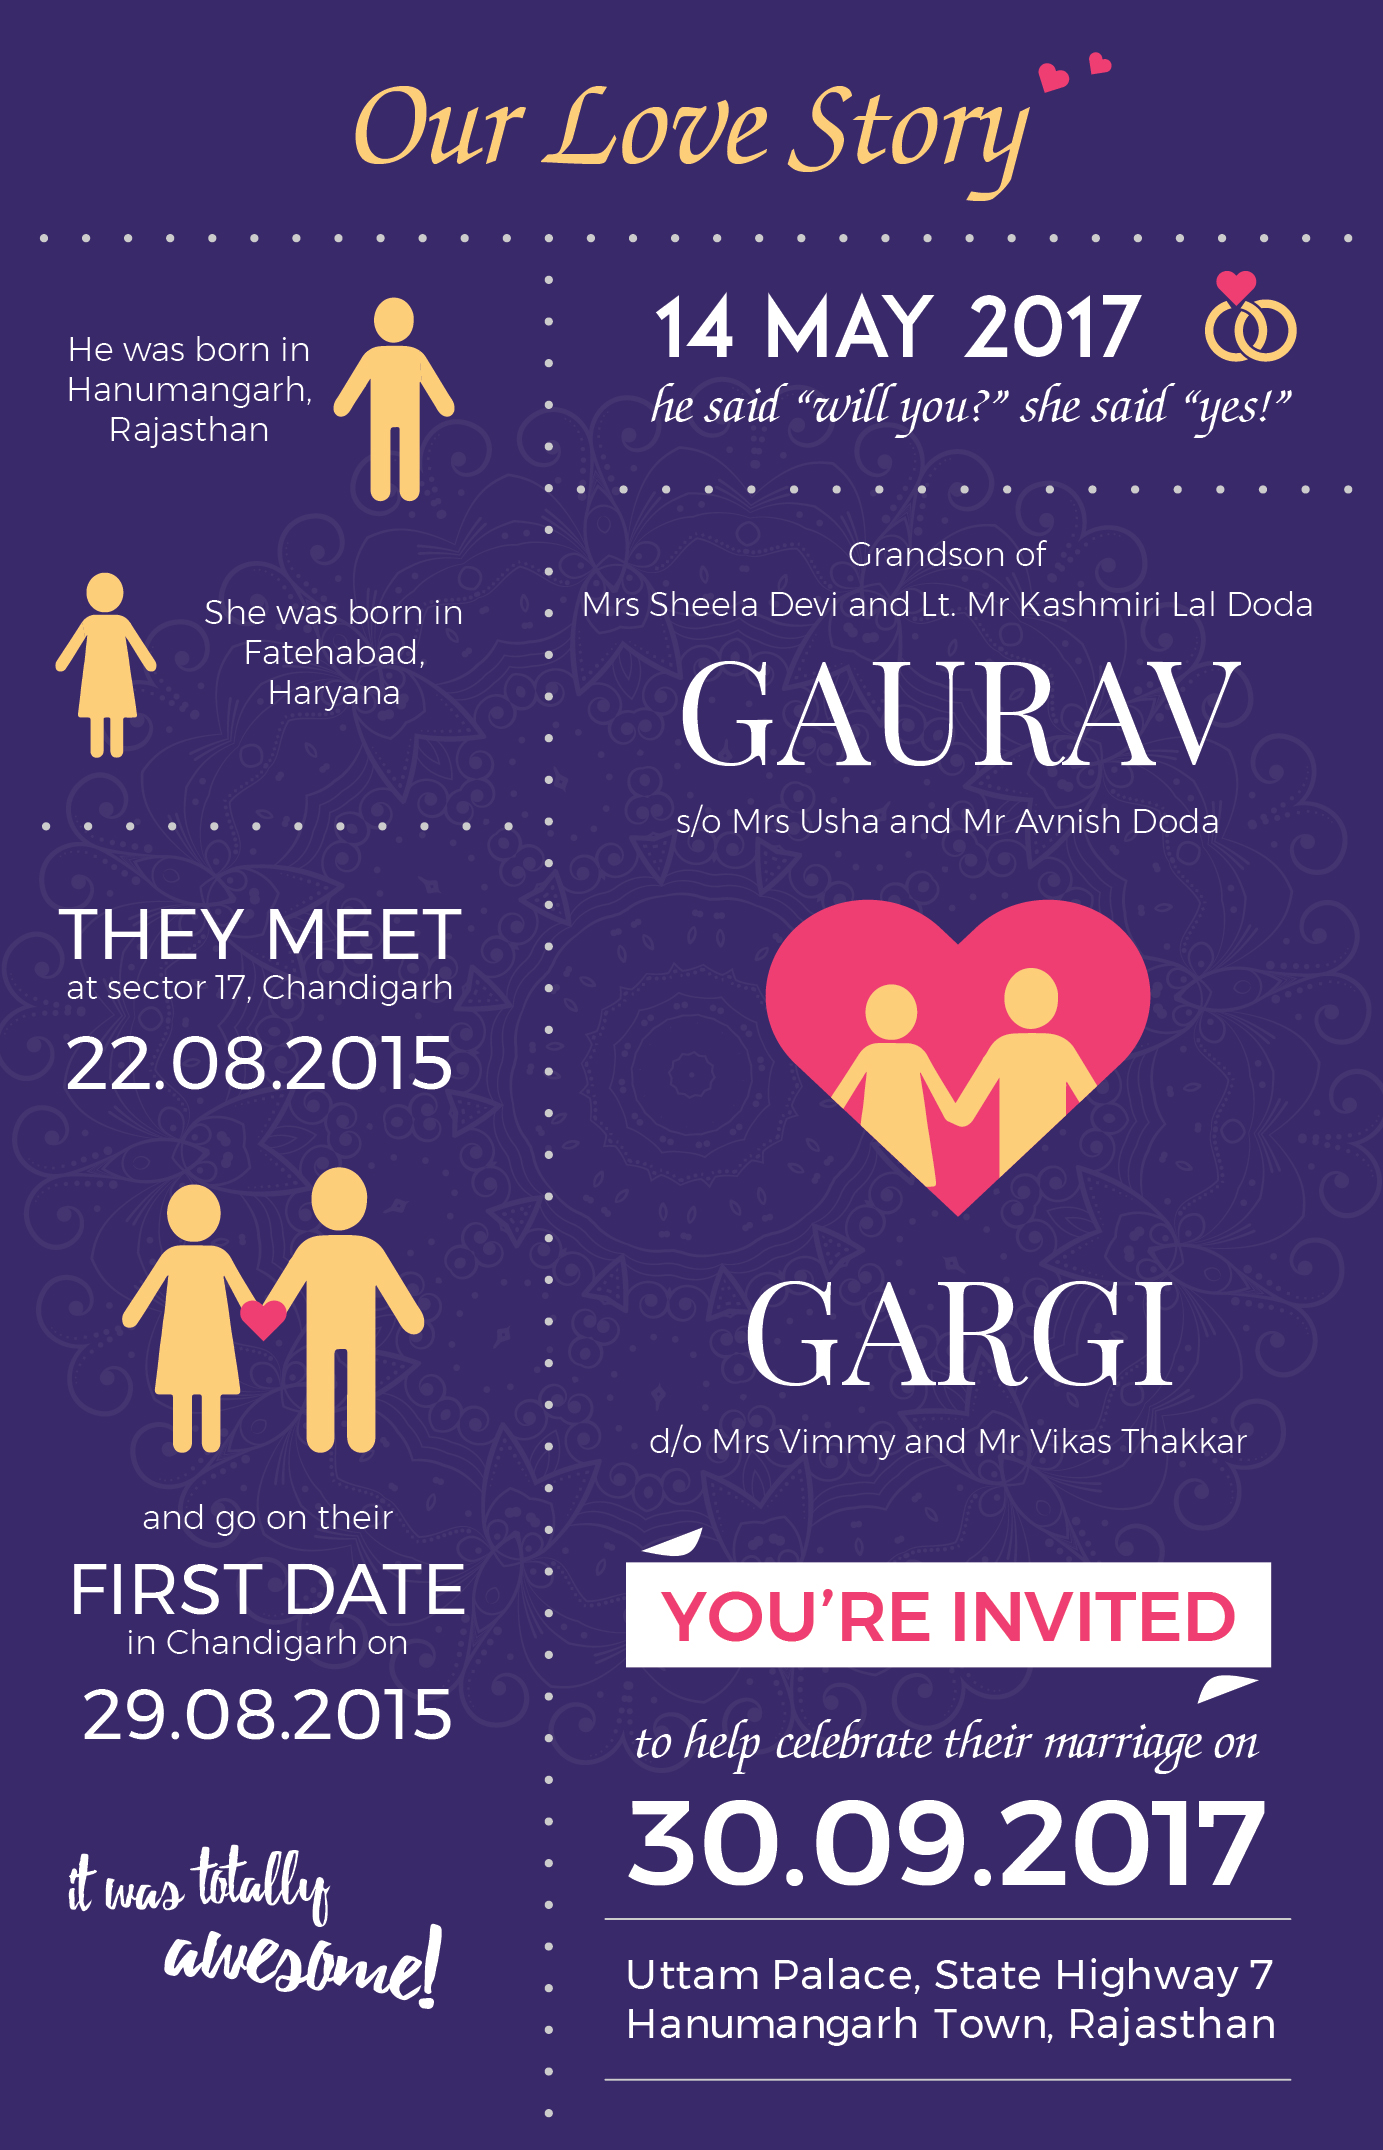 Our Love Story
He was born in
Hanumangarh,
Rajasthan
She was born in
Fatehabad,
Haryana
THEY MEET
at sector 17, Chandigarh
22.08.2015
and go on their
FIRST DATE
in Chandigarh on
29.08.2015
it was totally
awesome!
14 MAY 2017
he said “will you?” she said “yes!”
Grandson of
Mrs Sheela Devi and Lt. Mr Kashmiri Lal Doda
GAURAV
s/o Mrs Usha and Mr Avnish Doda
GARGI
d/o Mrs Vimmy and Mr Vikas Thakkar
YOU’RE INVITED
to help celebrate their marriage on
30.09.2017
Uttam Palace, State Highway 7
Hanumangarh Town, Rajasthan